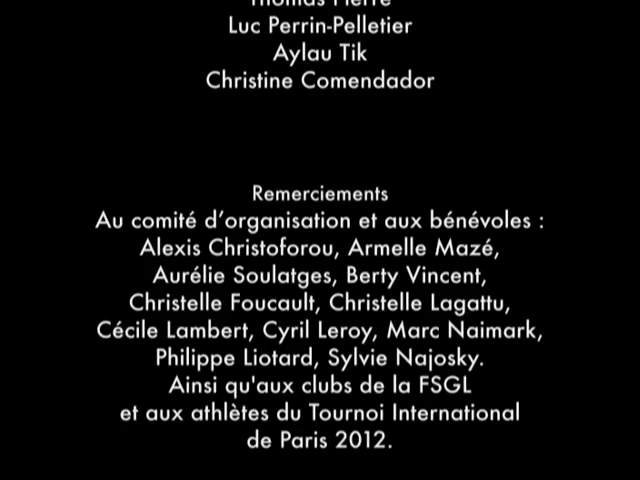 Thomas Pierre
Luc Perrin-Pelletier
Aylau Tik
Christine Comendador
Remerciements
Au comité d’organisation et aux bénévoles :
Alexis Christoforou, Armelle Mazé,
Aurélie Soulatges, Berty Vincent,
Christelle Foucault, Christelle Lagattu,
Cécile Lambert, Cyril Leroy, Marc Naimark,
Philippe Liotard, Sylvie Najosky.
Ainsi qu'aux clubs de la FSGL
et aux athlètes du Tournoi International
de Paris 2012.